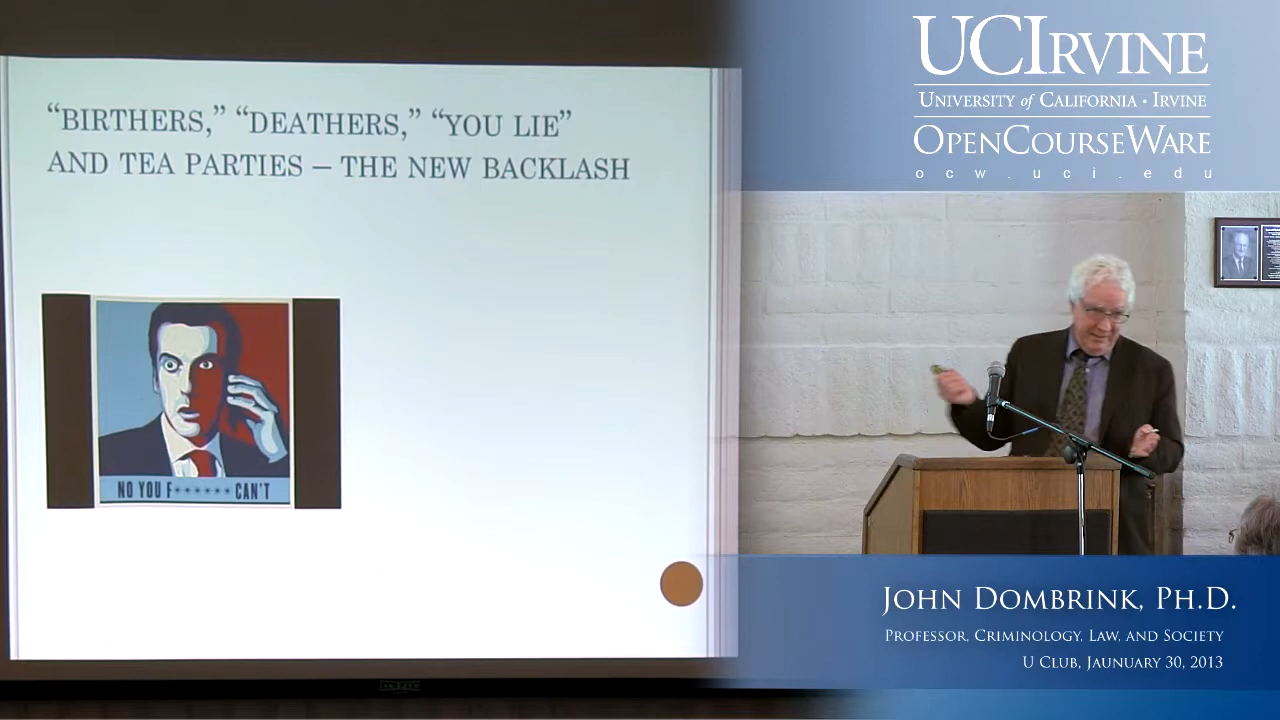 “BIRTHERS,” “DEATHERS,” “YOU LIE”
AND TEA PARTIES – THE NEW BACKLASH
NO YOU F****** CAN'T
UCIRVINE
UNIVERSITY of CALIFORNIA · IRVINE
OPENCOURSEWARE
ocw.uci.edu
JOHN DOMBRINK, PH.D.
PROFESSOR, CRIMINOLOGY, LAW, AND SOCIETY
U CLUB, JAUNUARY 30, 2013